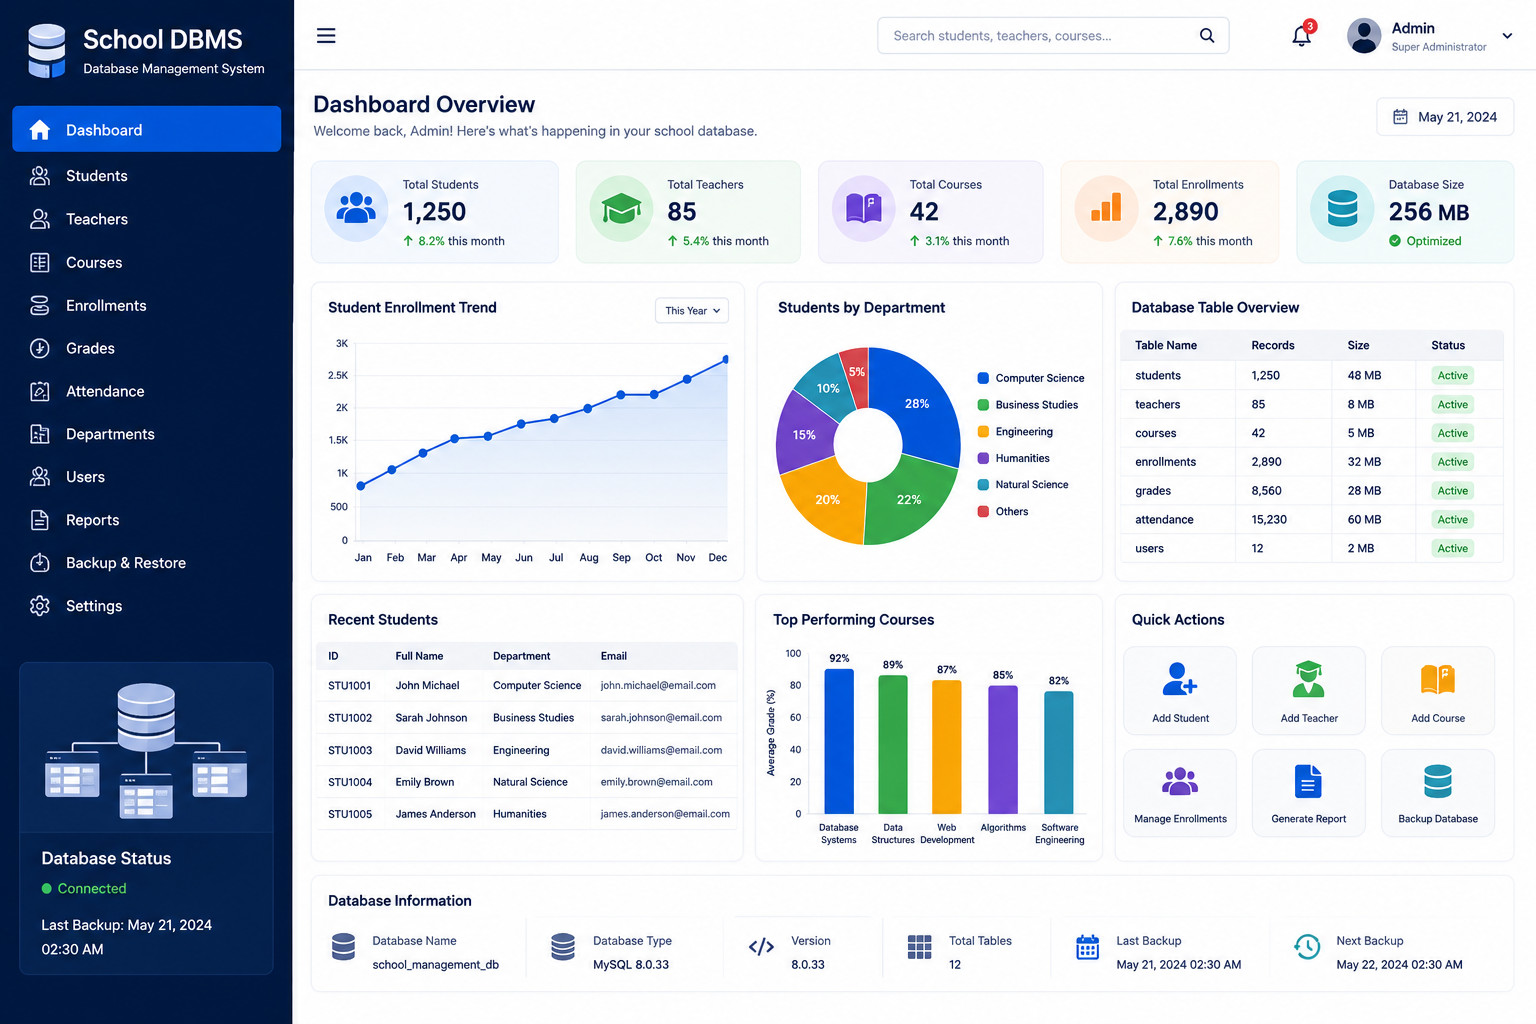 School DBMS
Database Management System
Dashboard
Students
Teachers
Courses
Enrollments
Grades
Attendance
Departments
Users
Reports
Backup & Restore
Settings
Database Status
Connected
Last Backup: May 21, 2024
02:30 AM
Search students, teachers, courses...
3
Admin
Super Administrator
Dashboard Overview
Welcome back, Admin! Here's what's happening in your school database.
May 21, 2024
Total Students
1,250
↑ 8.2% this month
Total Teachers
85
↑ 5.4% this month
Total Courses
42
↑ 3.1% this month
Total Enrollments
2,890
↑ 7.6% this month
Database Size
256 MB
Optimized
Student Enrollment Trend
This Year
3K
2.5K
2K
1.5K
1K
500
0
Jan Feb Mar Apr May Jun Jul Aug Sep Oct Nov Dec
Students by Department
28%
22%
20%
15%
10%
5%
Computer Science
Business Studies
Engineering
Humanities
Natural Science
Others
Database Table Overview
Table Name Records Size Status
students 1,250 48 MB Active
teachers 85 8 MB Active
courses 42 5 MB Active
enrollments 2,890 32 MB Active
grades 8,560 28 MB Active
attendance 15,230 60 MB Active
users 12 2 MB Active
Recent Students
ID Full Name Department Email
STU1001 John Michael Computer Science john.michael@email.com
STU1002 Sarah Johnson Business Studies sarah.johnson@email.com
STU1003 David Williams Engineering david.williams@email.com
STU1004 Emily Brown Natural Science emily.brown@email.com
STU1005 James Anderson Humanities james.anderson@email.com
Top Performing Courses
Average Grade (%)
100
80
60
40
20
0
92%
89%
87%
85%
82%
Database
Systems
Data
Structures
Web
Development
Algorithms
Software
Engineering
Quick Actions
Add Student
Add Teacher
Add Course
Manage Enrollments
Generate Report
Backup Database
Database Information
Database Name
school_management_db
Database Type
MySQL 8.0.33
Version
8.0.33
Total Tables
12
Last Backup
May 21, 2024 02:30 AM
Next Backup
May 22, 2024 02:30 AM